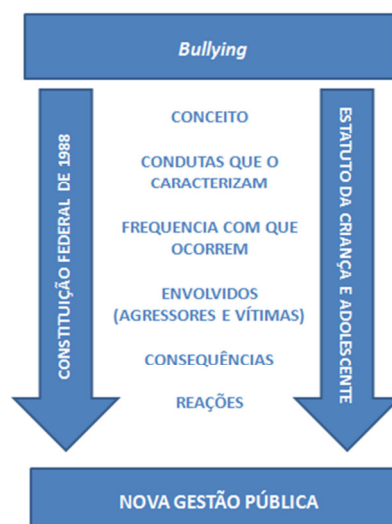 Bullying
CONSTITUIÇÃO FEDERAL DE 1988
CONCEITO
CONDUTAS QUE O
CARACTERIZAM
FREQUENCIA COM QUE
OCORREM
ENVOLVIDOS
(AGRESSORES E VÍTIMAS)
CONSEQUÊNCIAS
REAÇÕES
ESTATUTO DA CRIANÇA E ADOLESCENTE
NOVA GESTÃO PÚBLICA